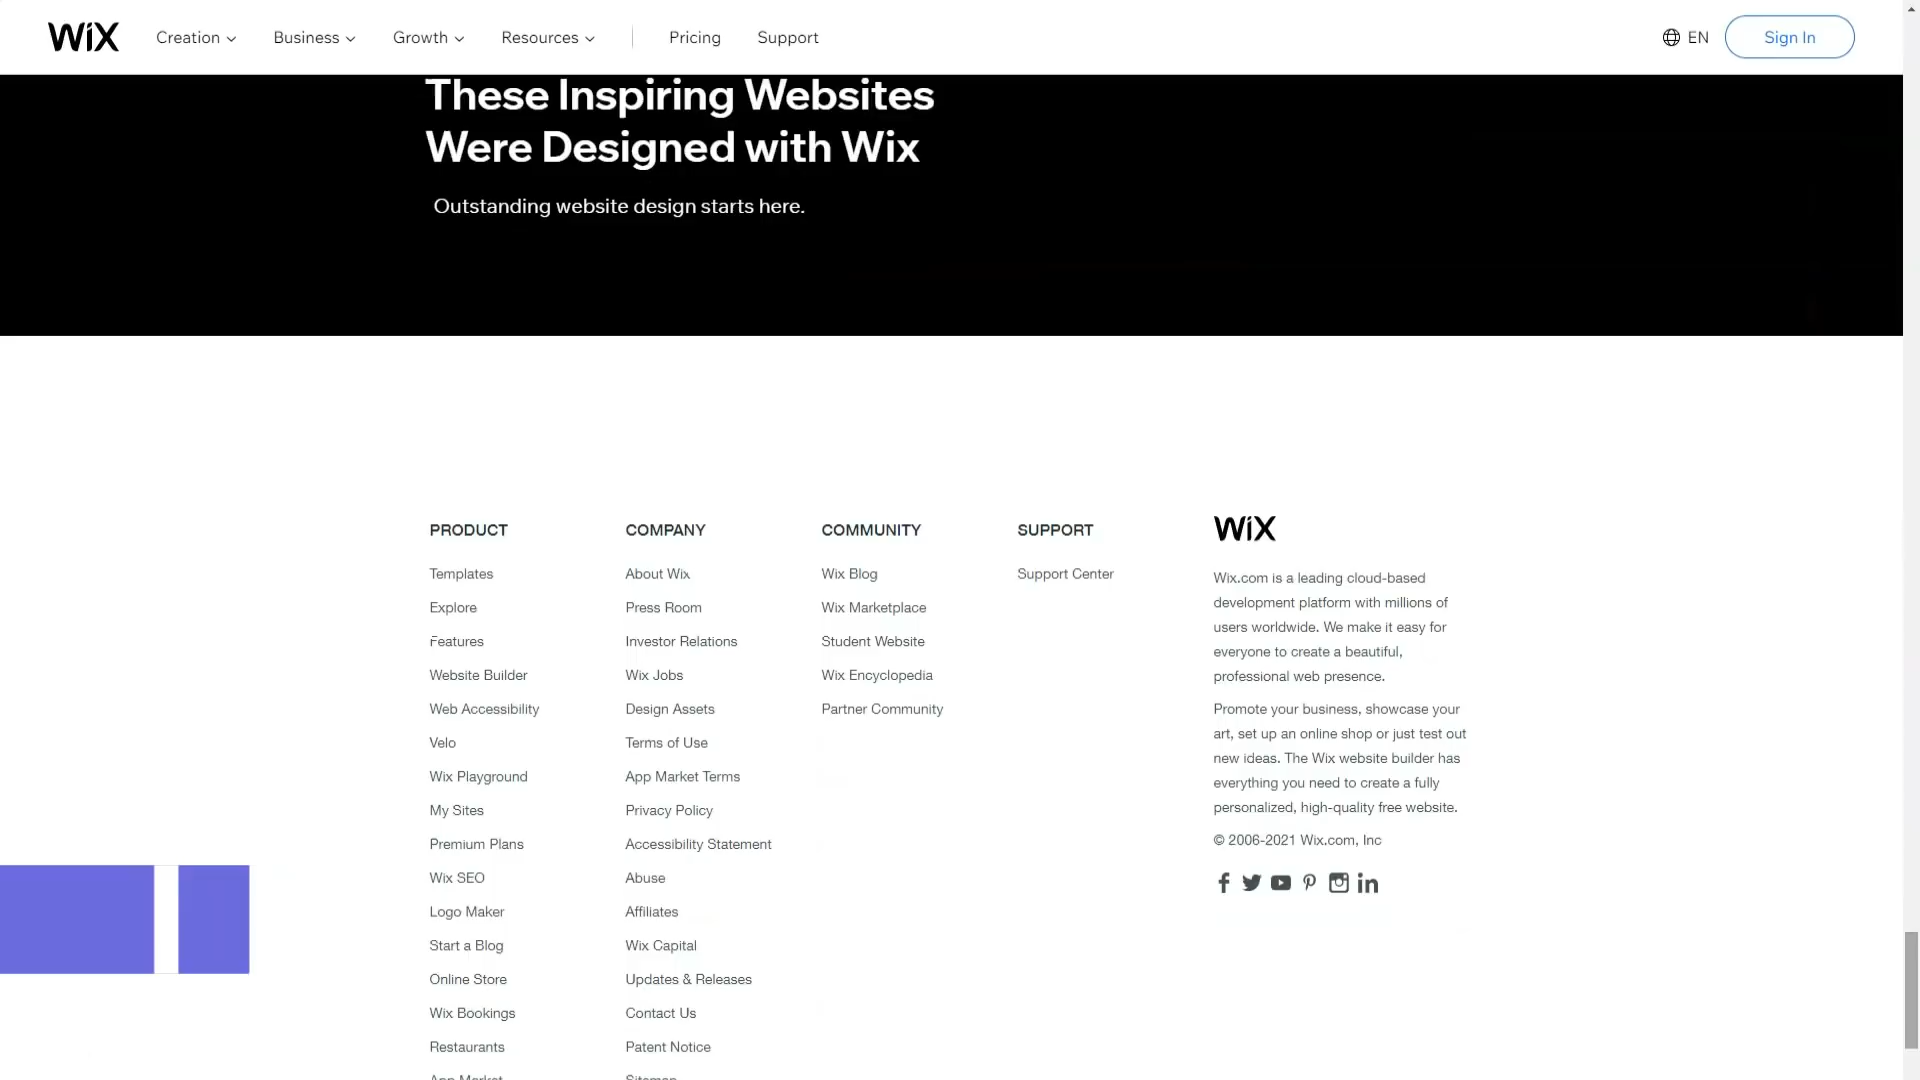 WiX
Creation
Business
Growth
Resources
Pricing
Support
EN
Sign In
These Inspiring Websites
Were Designed with Wix
Outstanding website design starts here.
PRODUCT
Templates
Explore
Features
Website Builder
Web Accessibility
Velo
Wix Playground
My Sites
Premium Plans
Wix SEO
Logo Maker
Start a Blog
Online Store
Wix Bookings
Restaurants
App Market
COMPANY
About Wix
Press Room
Investor Relations
Wix Jobs
Design Assets
Terms of Use
App Market Terms
Privacy Policy
Accessibility Statement
Abuse
Affiliates
Wix Capital
Updates & Releases
Contact Us
Patent Notice
Sitemap
COMMUNITY
Wix Blog
Wix Marketplace
Student Website
Wix Encyclopedia
Partner Community
SUPPORT
Support Center
WiX
Wix.com is a leading cloud-based
development platform with millions of
users worldwide. We make it easy for
everyone to create a beautiful,
professional web presence.
Promote your business, showcase your
art, set up an online shop or just test out
new ideas. The Wix website builder has
everything you need to create a fully
personalized, high-quality free website.
© 2006-2021 Wix.com, Inc